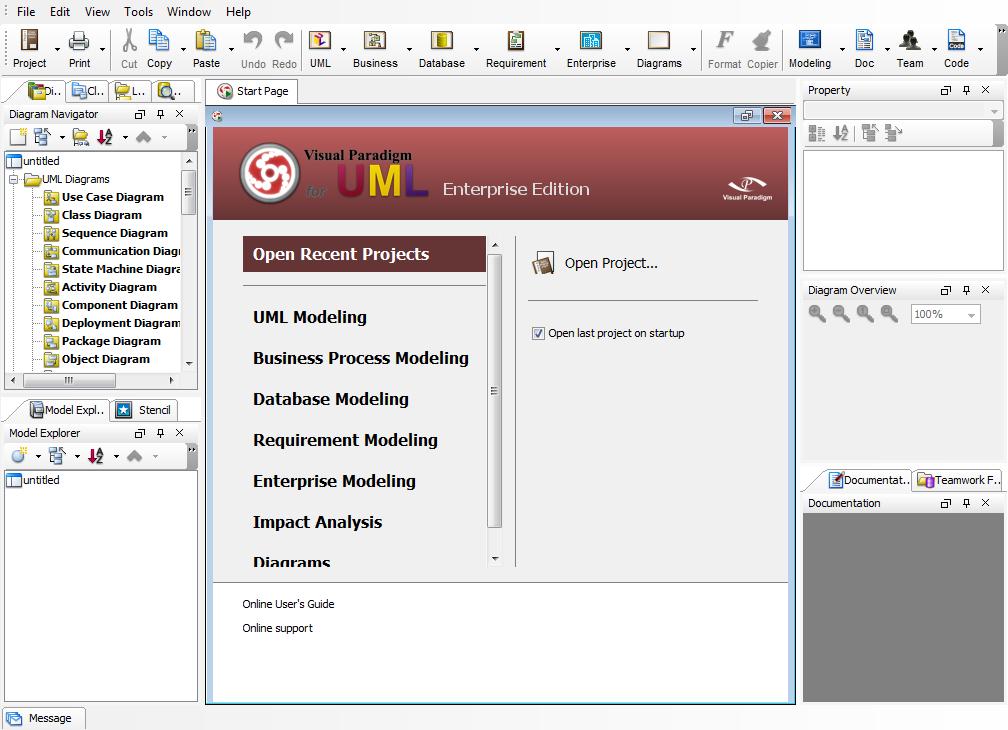 File Edit View Tools Window Help
Project Print Cut Copy Paste Undo Redo UML Business Database Requirement Enterprise Diagrams Format Copier Modeling Doc Team Code
Di.. Cl.. L.. ..
Start Page
Diagram Navigator
untitled
UML Diagrams
Use Case Diagram
Class Diagram
Sequence Diagram
Communication Diagr
State Machine Diagra
Activity Diagram
Component Diagram
Deployment Diagram
Package Diagram
Object Diagram
Model Expl.. Stencil
Model Explorer
untitled
Message
Visual Paradigm
for UML Enterprise Edition
Visual Paradigm
Open Recent Projects
UML Modeling
Business Process Modeling
Database Modeling
Requirement Modeling
Enterprise Modeling
Impact Analysis
Diagrams
Open Project...
Open last project on startup
Online User's Guide
Online support
Property
Diagram Overview
100%
Documentat.. Teamwork F..
Documentation